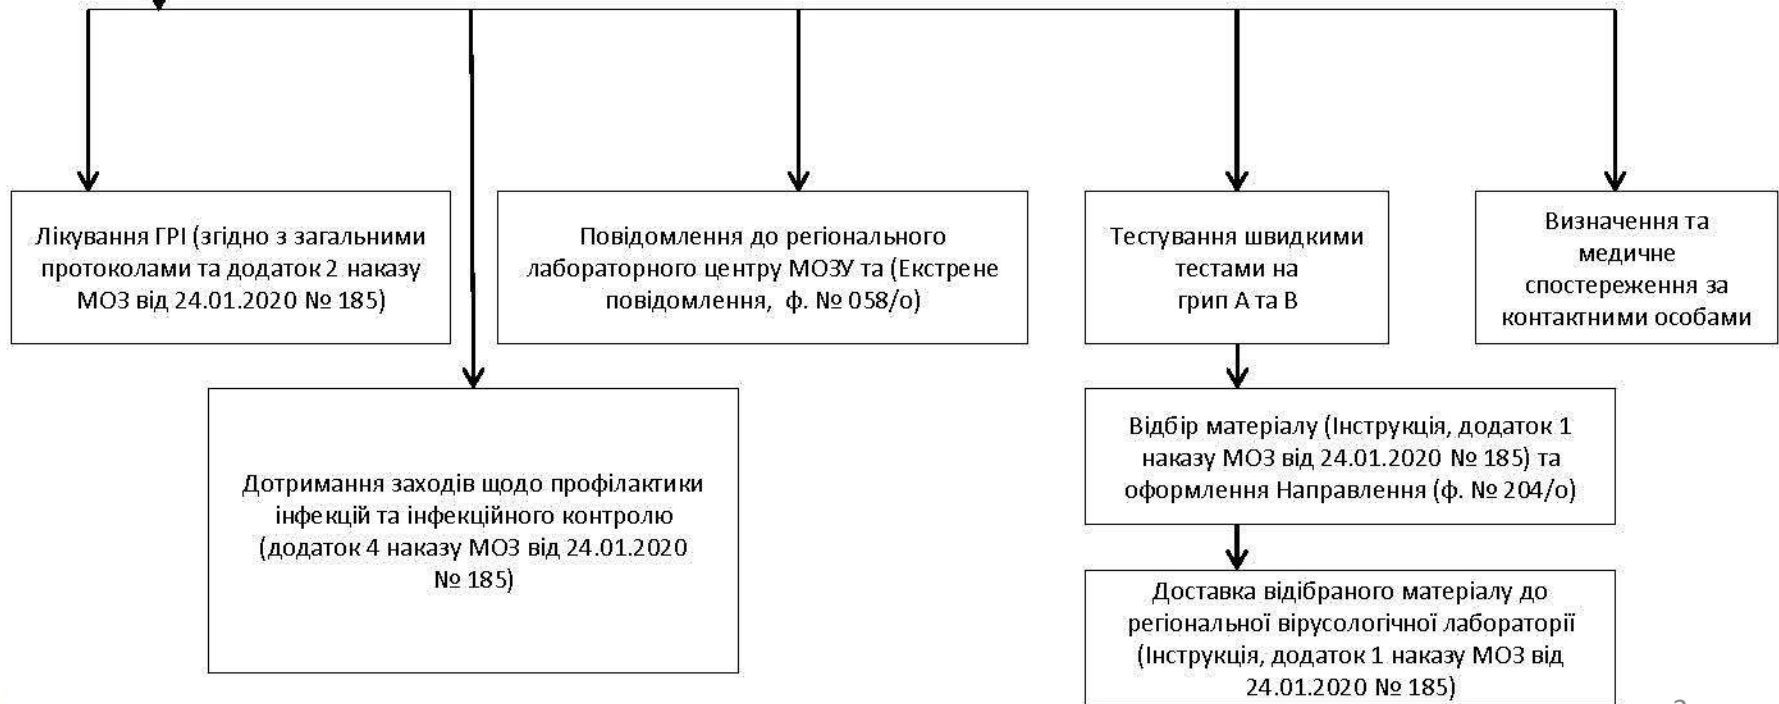 Лікування ГРІ (згідно з загальними
протоколами та додаток 2 наказу
МОЗ від 24.01.2020 № 185)
Повідомлення до регіонального
лабораторного центру МОЗУ та (Екстрене
повідомлення, ф. № 058/о)
Тестування швидкими
тестами на
грип А та В
Визначення та
медичне
спостереження за
контактними особами
Дотримання заходів щодо профілактики
інфекцій та інфекційного контролю
(додаток 4 наказу МОЗ від 24.01.2020
№ 185)
Відбір матеріалу (Інструкція, додаток 1
наказу МОЗ від 24.01.2020 № 185) та
оформлення Направлення (ф. № 204/о)
Доставка відібраного матеріалу до
регіональної вірусологічної лабораторії
(Інструкція, додаток 1 наказу МОЗ від
24.01.2020 № 185)